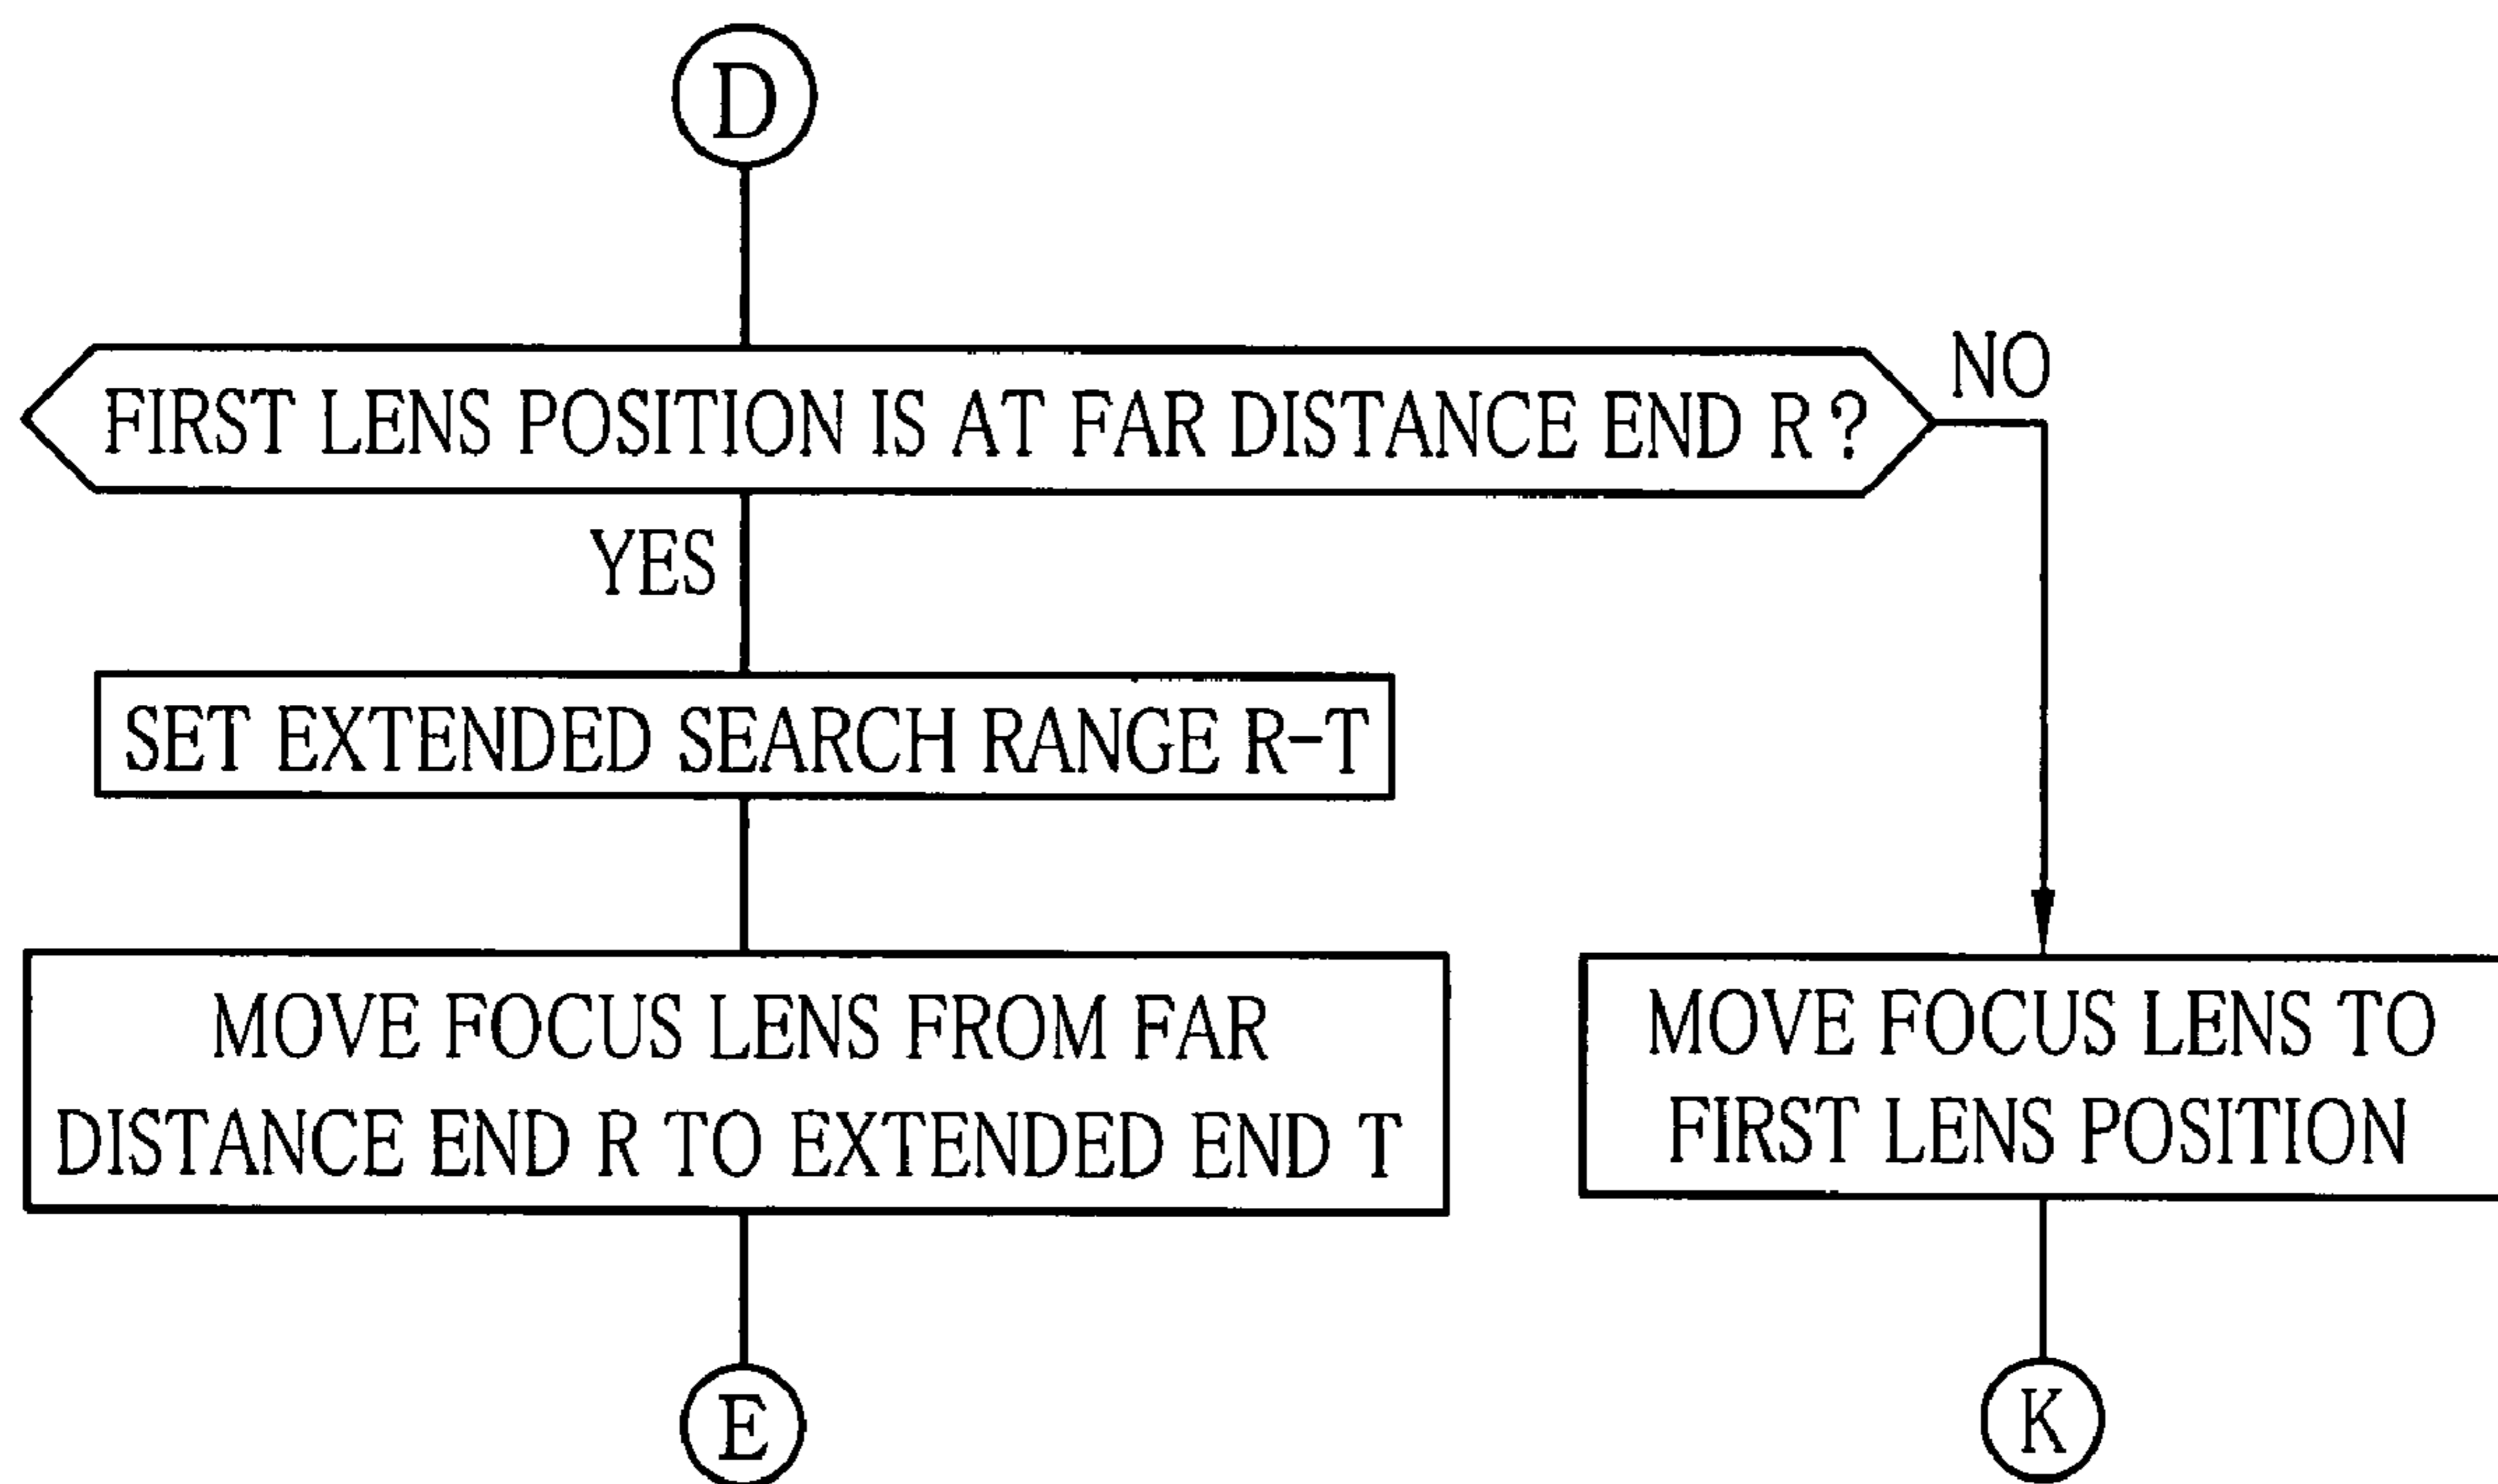 D
FIRST LENS POSITION IS AT FAR DISTANCE END R ?
NO
YES
SET EXTENDED SEARCH RANGE R-T
MOVE FOCUS LENS FROM FAR
DISTANCE END R TO EXTENDED END T
MOVE FOCUS LENS TO
FIRST LENS POSITION
E
K